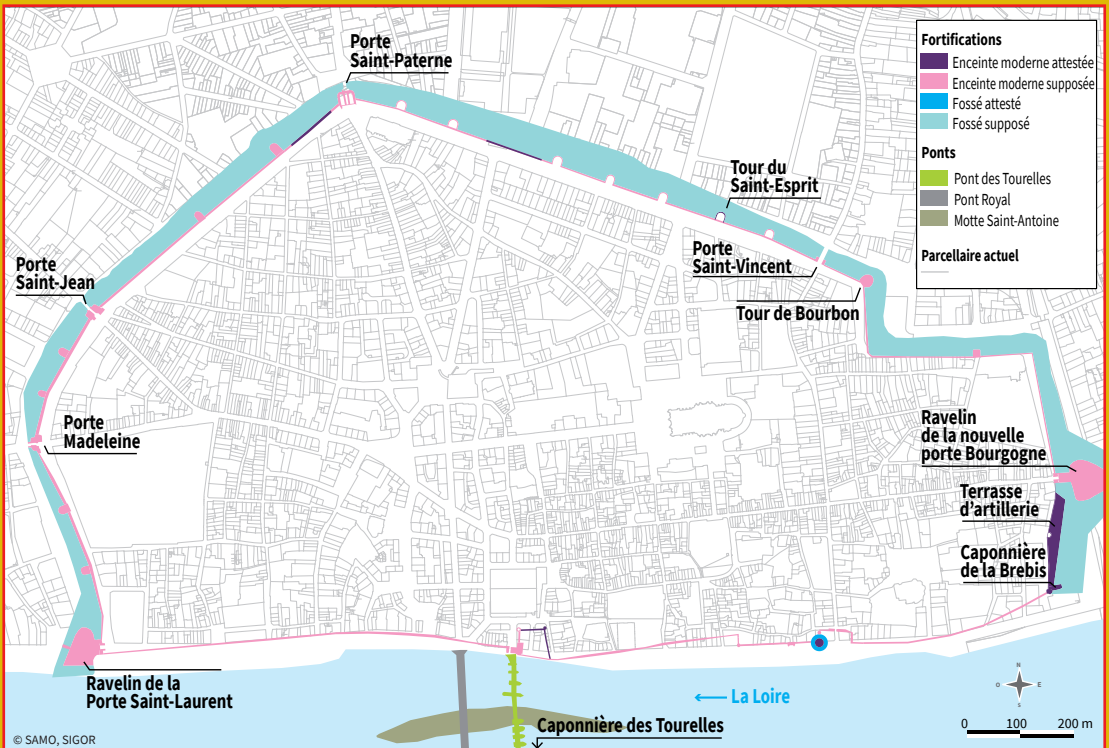 Porte
Saint-Paterne
Fortifications
Enceinte moderne attestée
Enceinte moderne supposée
Fossé attesté
Fossé supposé
Ponts
Pont des Tourelles
Pont Royal
Motte Saint-Antoine
Parcellaire actuel
Tour du
Saint-Esprit
Porte
Saint-Vincent
Porte
Saint-Jean
Tour de Bourbon
Porte
Madeleine
Ravelin
de la nouvelle
porte Bourgogne
Terrasse
d’artillerie
Caponnière
de la Brebis
Ravelin de la
Porte Saint-Laurent
La Loire
Caponnière des Tourelles
N
O
E
S
0 100 200 m
© SAMO, SIGOR